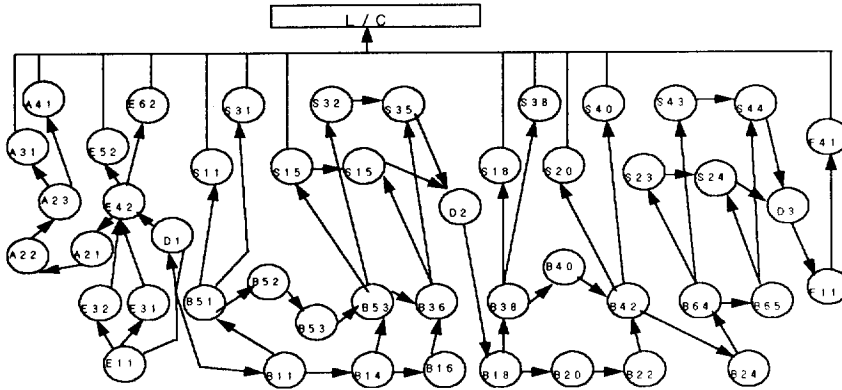 L / C
A41
E62
S31
S32
S35
S38
S40
S43
S44
A31
E52
S11
S15
S15
S18
S20
S23
S24
F41
A23
E42
D2
D3
D1
A22
A21
B52
B40
E11
E32
E31
B51
B53
B53
B36
B38
B42
B64
B65
E11
B11
B14
B16
B18
B20
B22
B24